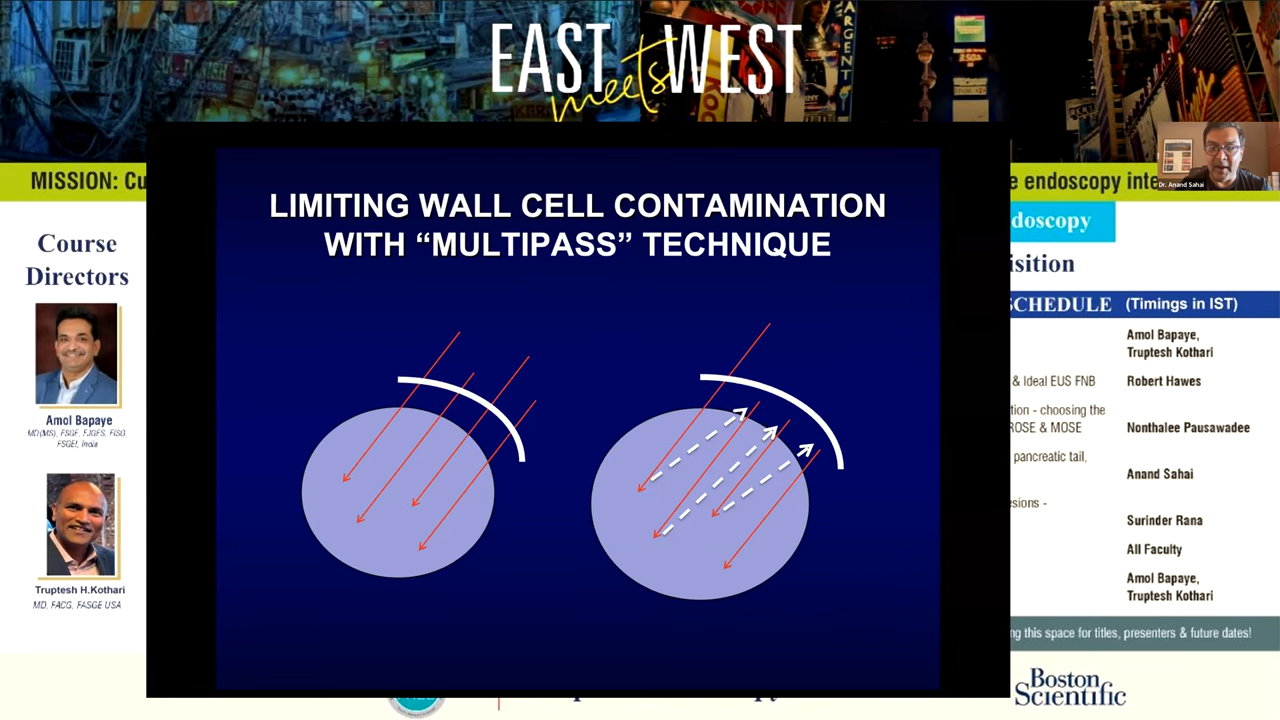 EAST meets WEST
Dr. Anand Sahai
MISSION: Cu
e endoscopy inte
doscopy
isition
Course
Directors
Amol Bapaye
MD(MS), FSGF, FJGFS, FISG,
FSGEI, India
Truptesh H.Kothari
MD, FACG, FASGE USA
LIMITING WALL CELL CONTAMINATION
WITH “MULTIPASS” TECHNIQUE
SCHEDULE (Timings in IST)
Amol Bapaye,
Truptesh Kothari
& Ideal EUS FNB Robert Hawes
tion - choosing the
ROSE & MOSE Nonthalee Pausawadee
pancreatic tail,
Anand Sahai
esions -
Surinder Rana
All Faculty
Amol Bapaye,
Truptesh Kothari
ng this space for titles, presenters & future dates!
Boston
Scientific